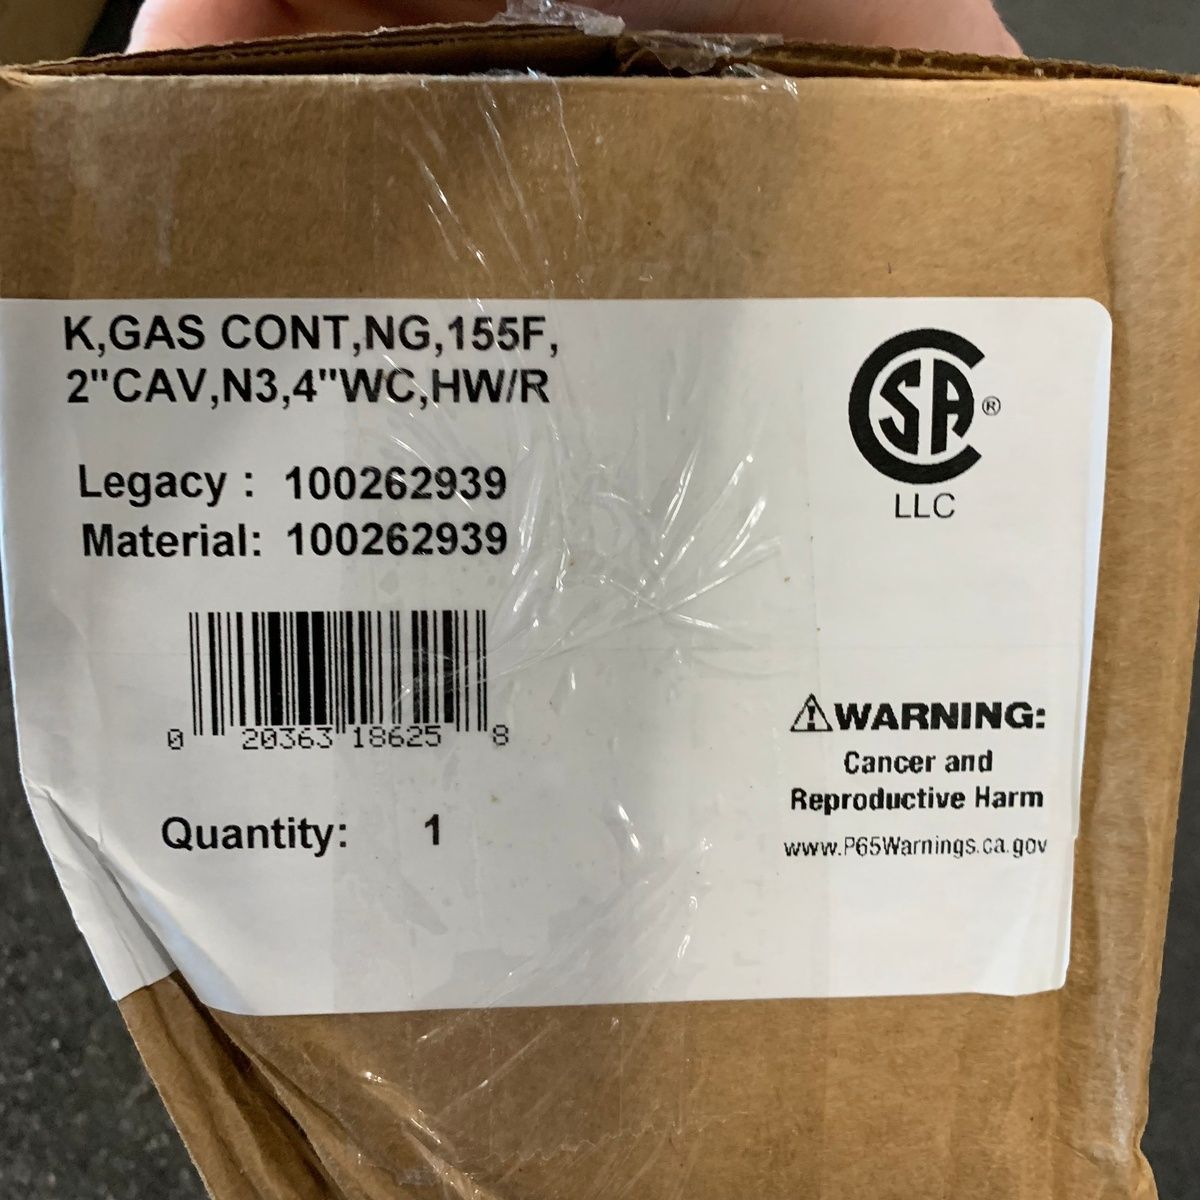 K,GAS CONT,NG,155F,
2"CAV,N3,4"WC,HW/R
Legacy : 100262939
Material: 100262939
0 20363 18625 8
Quantity: 1
CSA®
LLC
⚠WARNING:
Cancer and
Reproductive Harm
www.P65Warnings.ca.gov